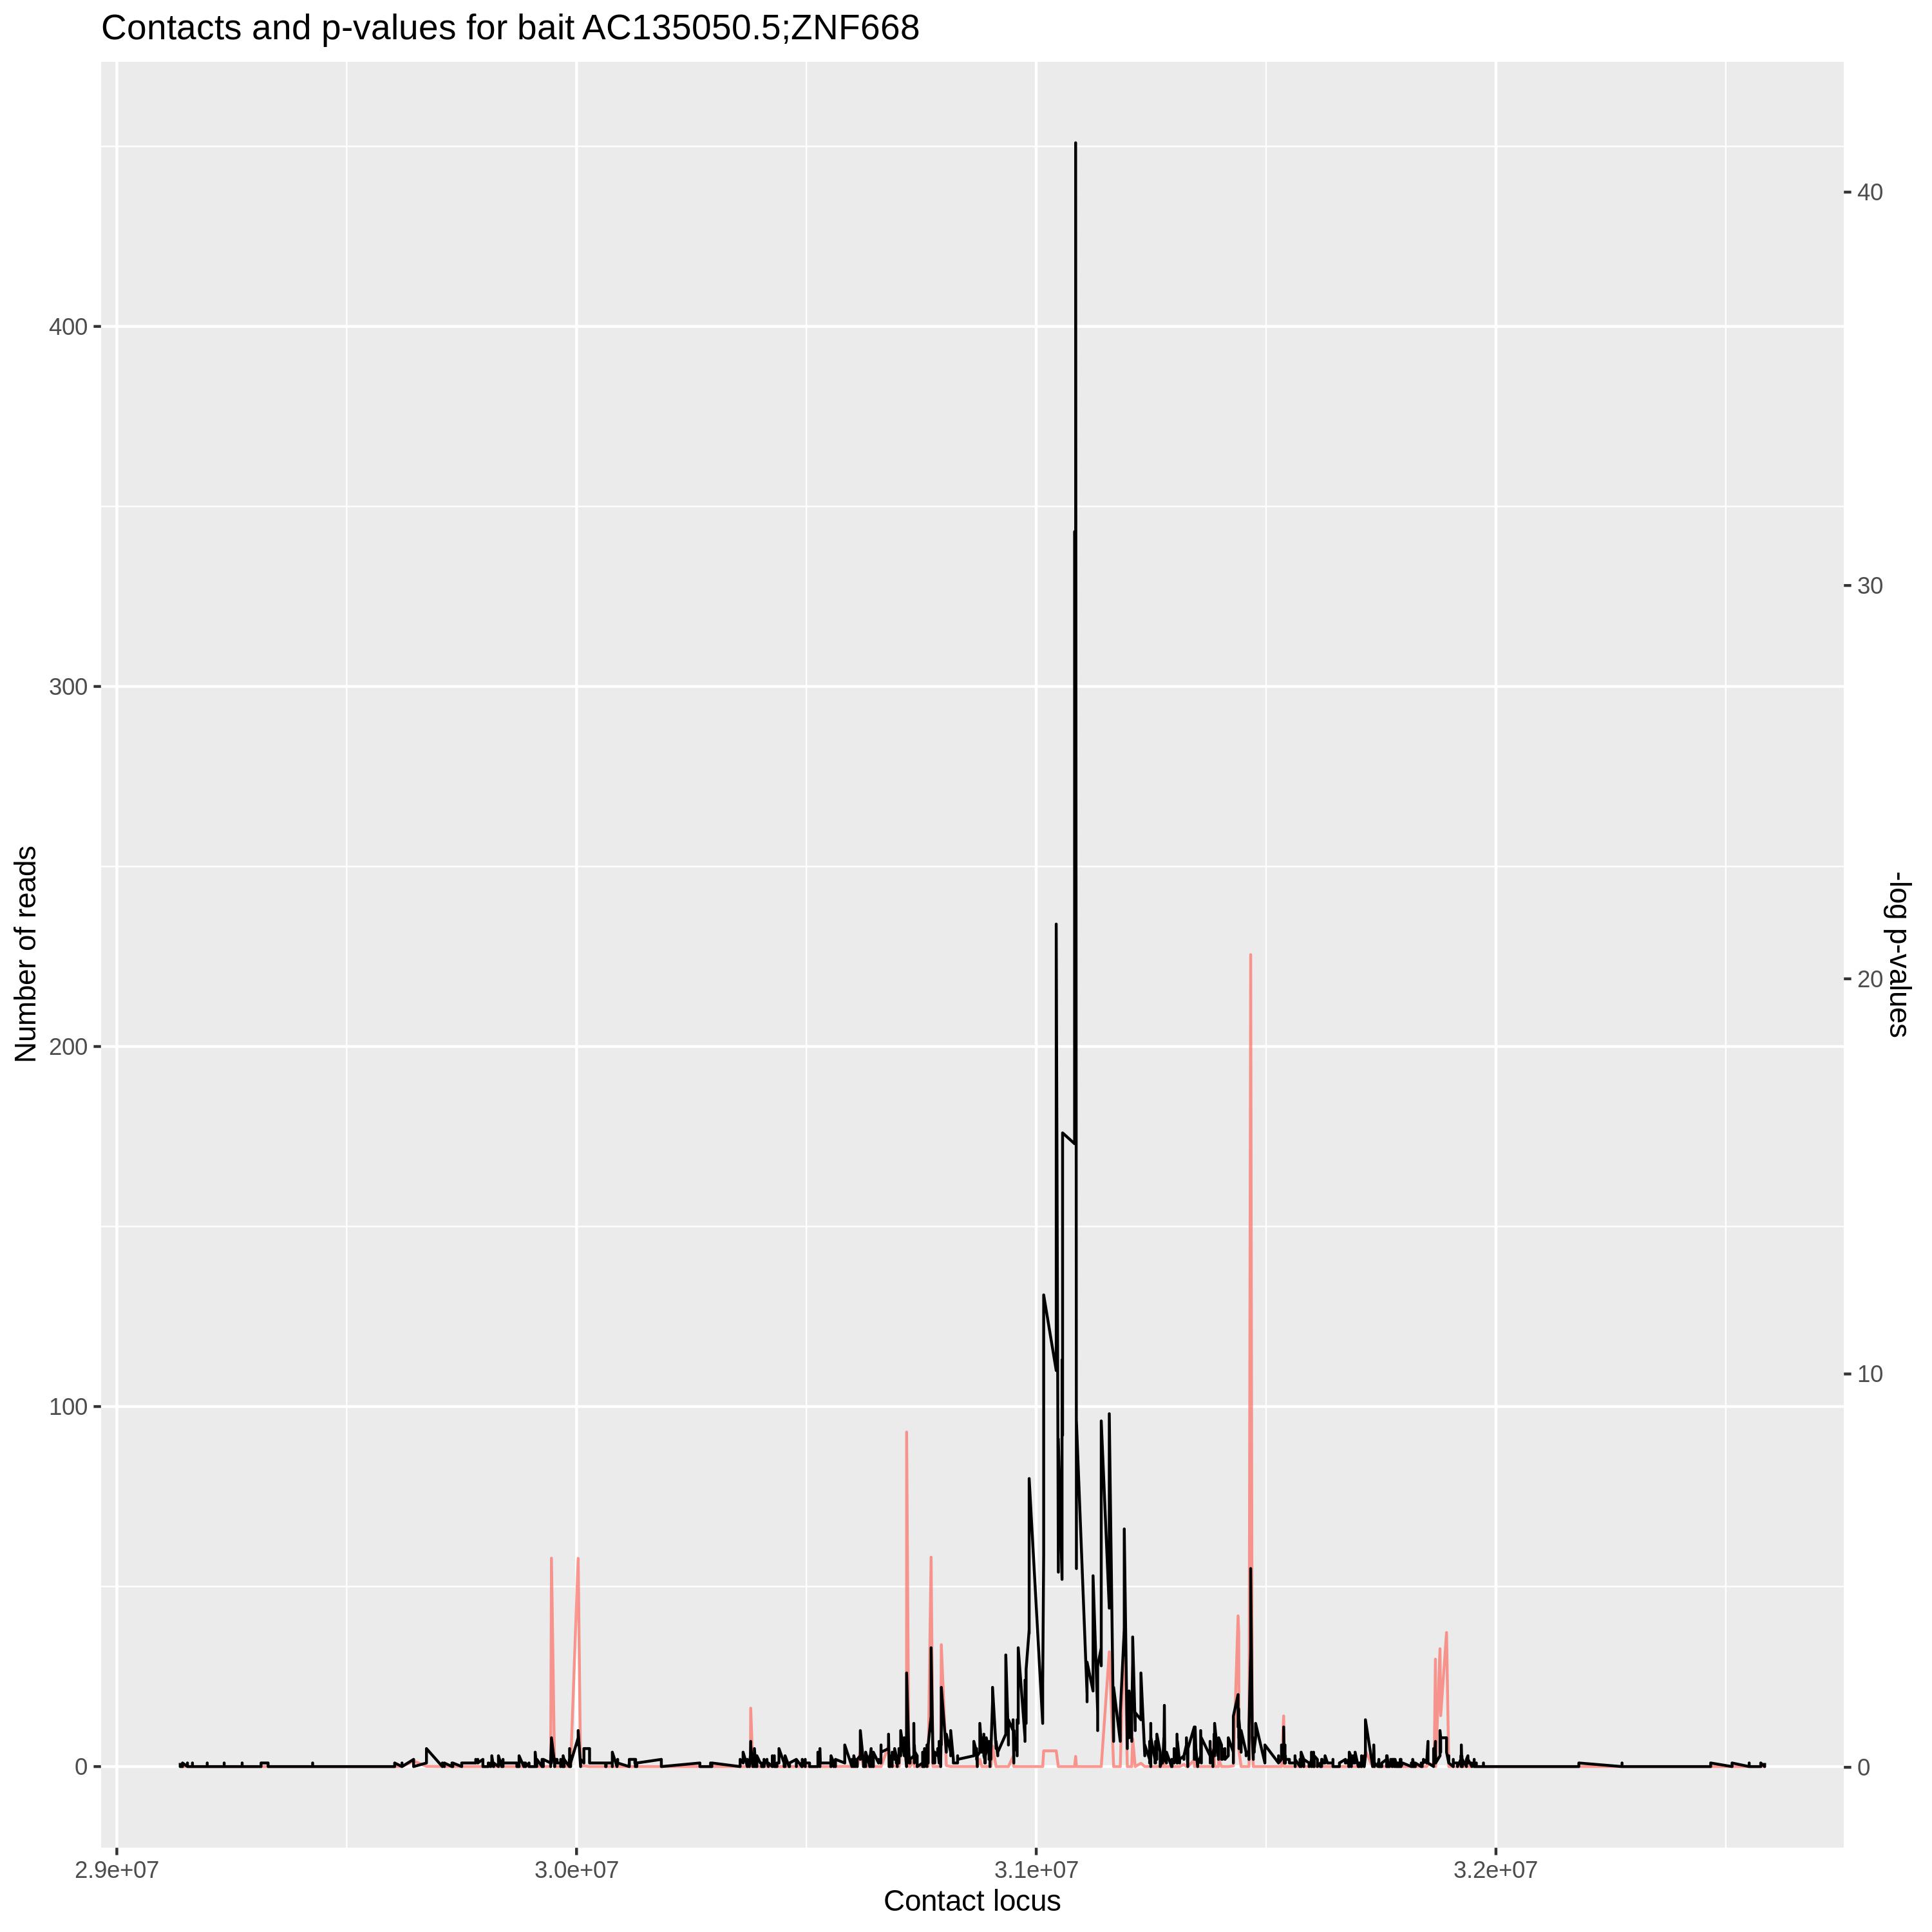 Contacts and p-values for bait AC135050.5;ZNF668
Number of reads
400
300
200
100
0
40
30
20
10
0
-log p-values
2.9e+07
3.0e+07
3.1e+07
3.2e+07
Contact locus